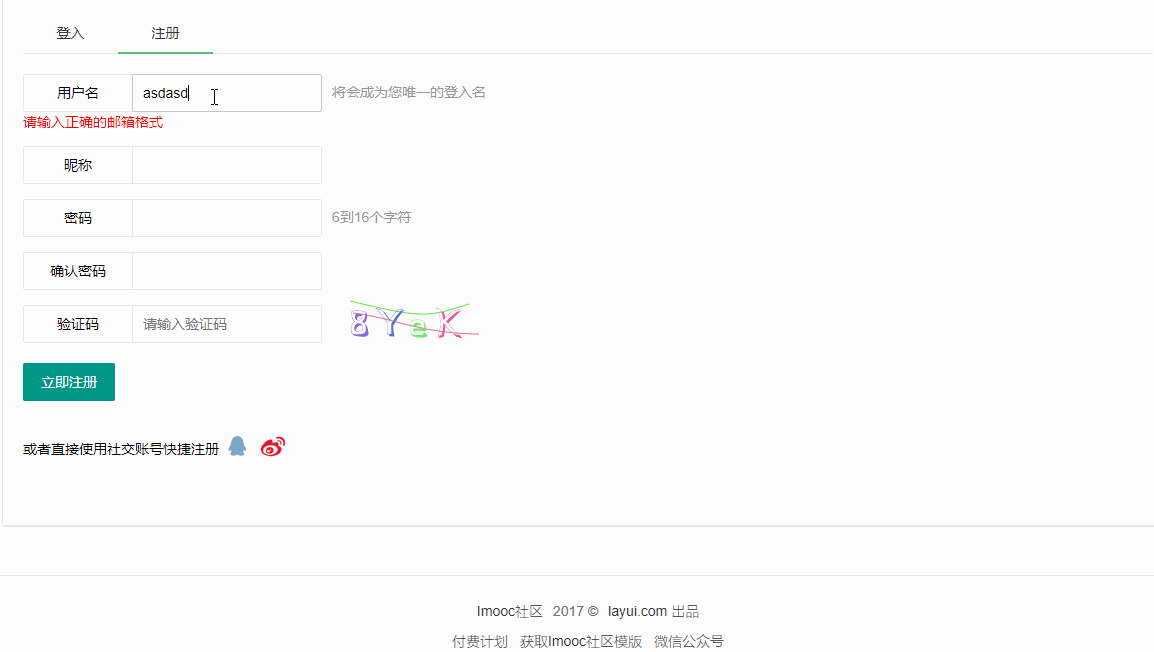 登入 注册
用户名 asdasd 将会成为您唯一的登入名
请输入正确的邮箱格式
昵称
密码 6到16个字符
确认密码
验证码 请输入验证码 8YaK
立即注册
或者直接使用社交账号快捷注册
Imooc社区 2017 © layui.com 出品
付费计划 获取Imooc社区模版 微信公众号